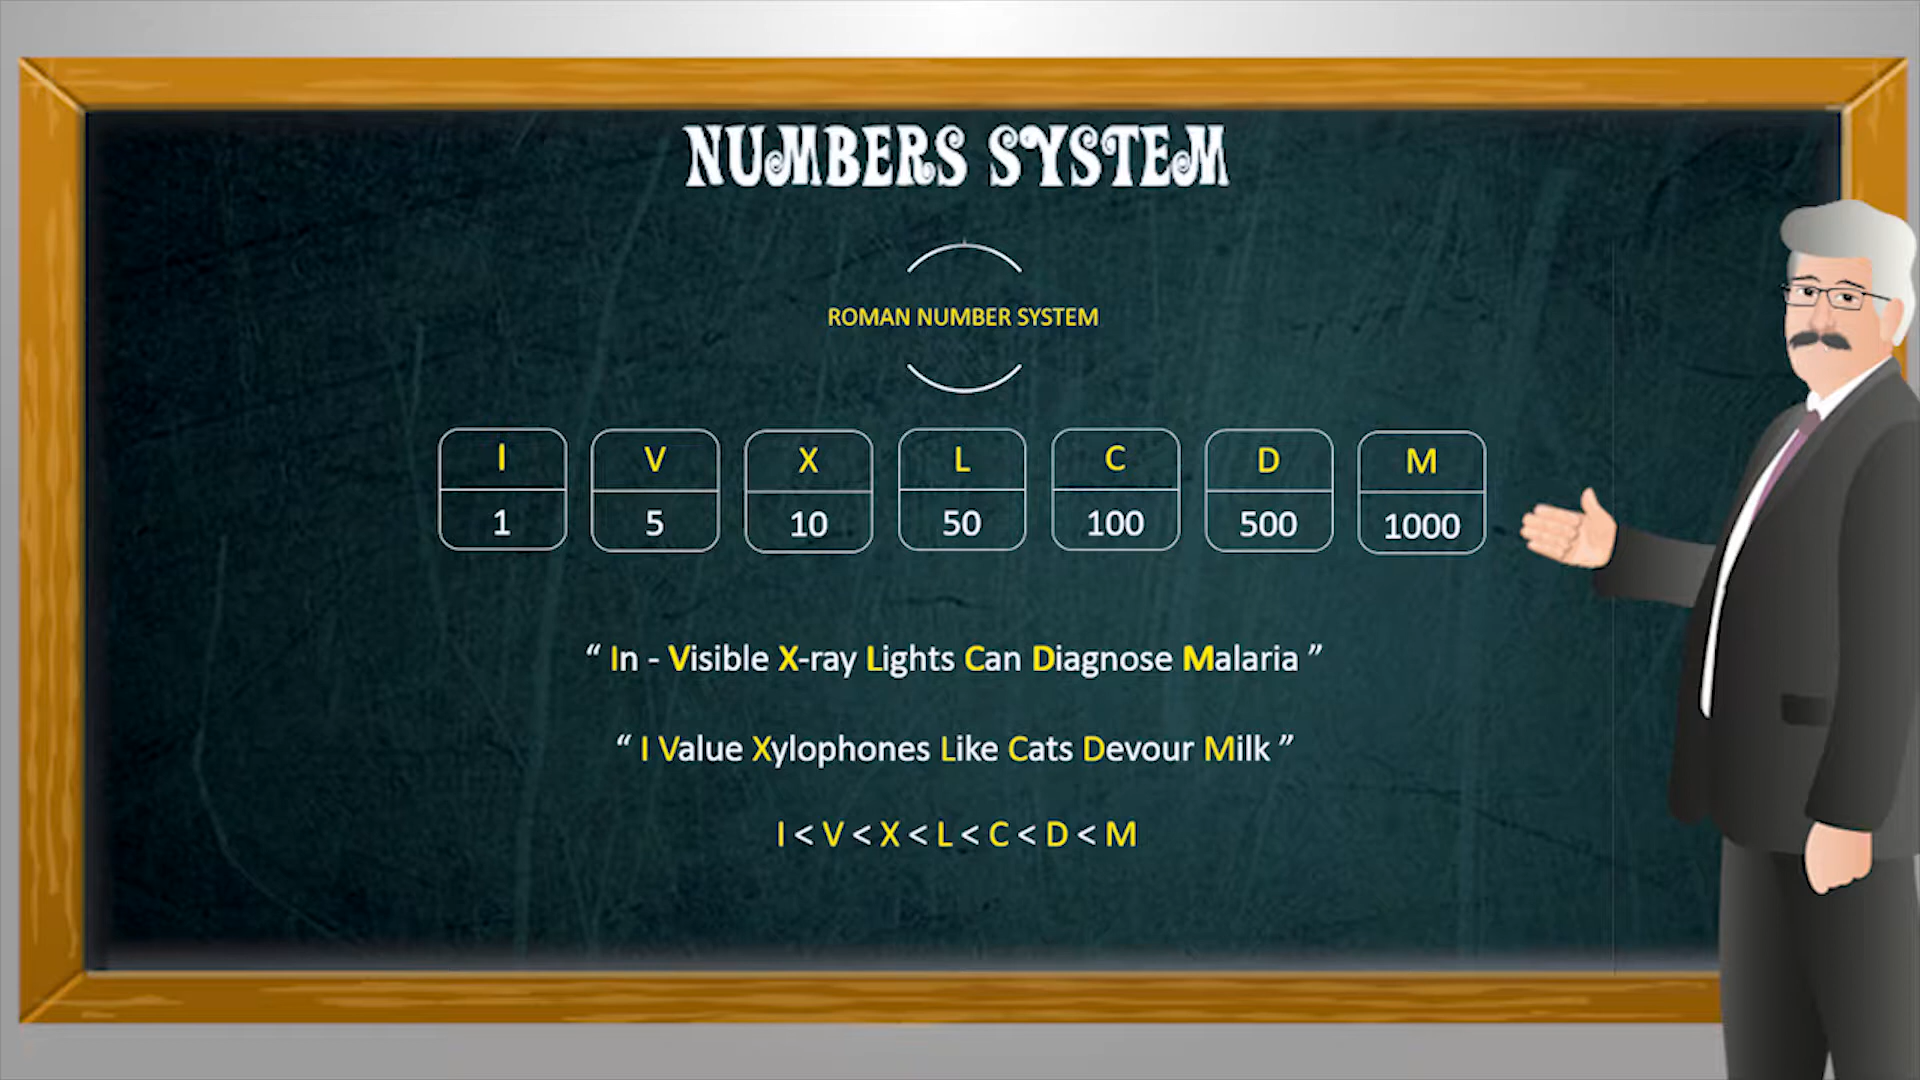 NUMBERS SYSTEM
ROMAN NUMBER SYSTEM
I V X L C D M
1 5 10 50 100 500 1000
“ In - Visible X-ray Lights Can Diagnose Malaria ”
“ I Value Xylophones Like Cats Devour Milk ”
I < V < X < L < C < D < M